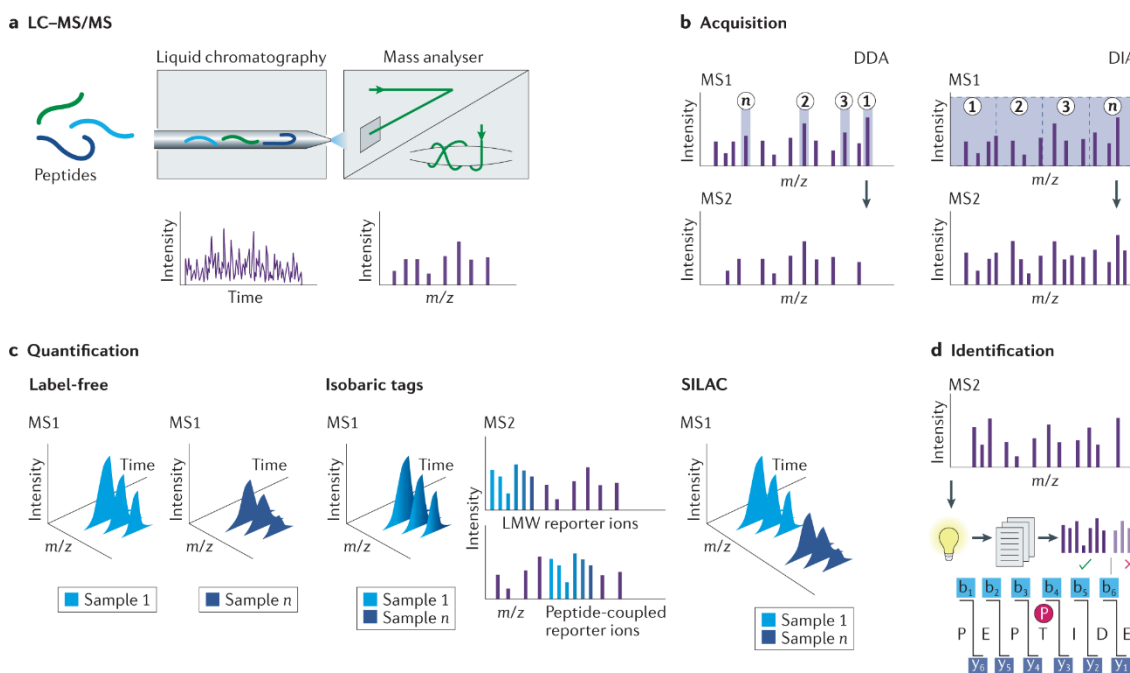 a LC–MS/MS
Liquid chromatography
Mass analyser
Peptides
Intensity
Time
Intensity
m/z
b Acquisition
DDA
MS1
n
2
3
1
Intensity
m/z
MS2
Intensity
m/z
DIA
MS1
1
2
3
n
Intensity
m/z
MS2
Intensity
m/z
c Quantification
Label-free
MS1
Intensity
Time
m/z
Sample 1
MS1
Intensity
Time
m/z
Sample n
Isobaric tags
MS1
Intensity
Time
m/z
Sample 1
Sample n
MS2
Intensity
LMW reporter ions
m/z
Peptide-coupled
reporter ions
SILAC
MS1
Intensity
Time
m/z
Sample 1
Sample n
d Identification
MS2
Intensity
m/z
b1 b2 b3 b4 b5 b6
P
P E P T I D E
y6 y5 y4 y3 y2 y1